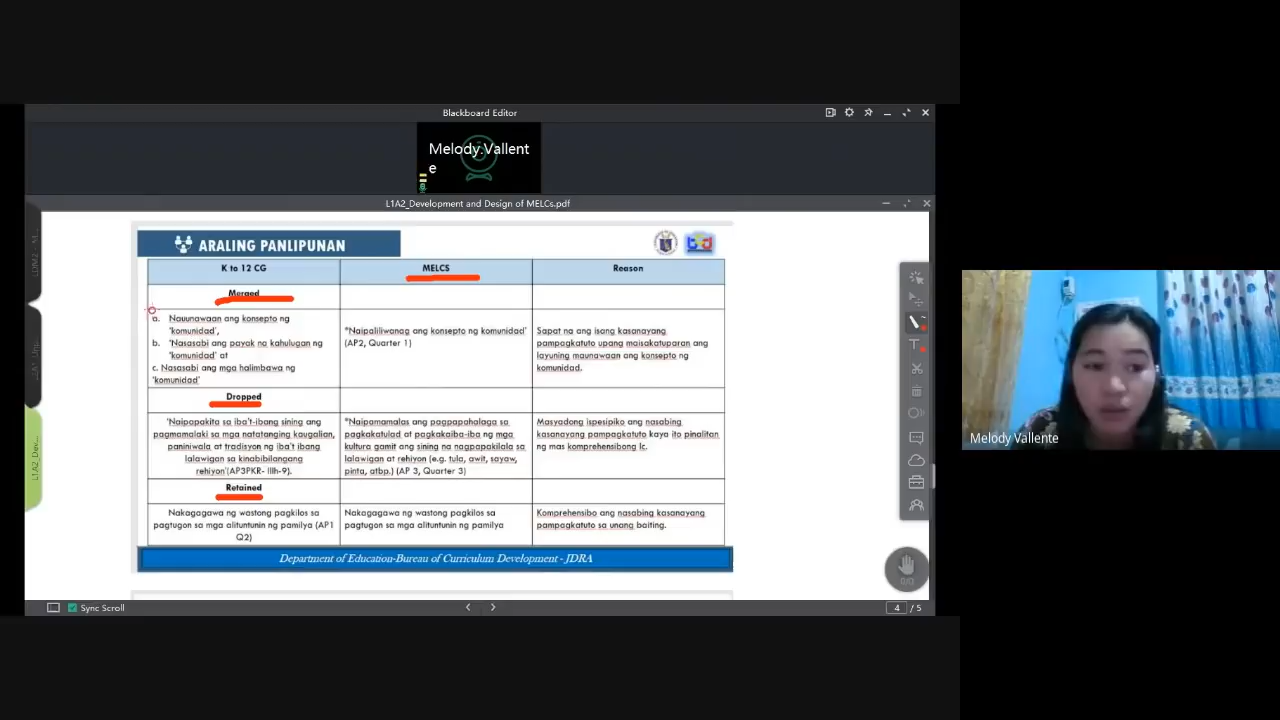 Blackboard Editor
Melody Vallent
e
L1A2_Development and Design of MELCs.pdf
ARALING PANLIPUNAN
K to 12 CG
MELCS
Reason
Merged
a. Nauunawaan ang konsepto ng
'komunidad',
b. 'Nasasabi ang payak na kahulugan ng
'komunidad' at
c. Nasasabi ang mga halimbawa ng
'komunidad'
"Naipaliliwanag ang konsepto ng komunidad'
(AP2, Quarter 1)
Sapat na ang isang kasanayang
pampagkatuto upang maisakatuparan ang
layuning maunawaan ang konsepto ng
komunidad.
Dropped
'Naipapakita sa iba't-ibang sining ang
pagmamalaki sa mga natatanging kaugalian,
paniniwala at tradisyon ng iba't ibang
lalawigan sa kinabibilangang
rehiyon'(AP3PKR- IIIh-9).
"Naipamamalas ang pagpapahalaga sa
pagkakatulad at pagkakaiba-iba ng mga
kultura gamit ang sining na nagpapakilala sa
lalawigan at rehiyon (e.g. tula, awit, sayaw,
pinta, atbp.) (AP 3, Quarter 3)
Masyadong ispesipiko ang nasabing
kasanayang pampagkatuto kaya ito pinalitan
ng mas komprehensibong lc.
Retained
Nakagagawa ng wastong pagkilos sa
pagtugon sa mga alituntunin ng pamilya (AP1
Q2)
Nakagagawa ng wastong pagkilos sa
pagtugon sa mga alituntunin ng pamilya
Komprehensibo ang nasabing kasanayang
pampagkatuto sa unang baiting.
Department of Education-Bureau of Curriculum Development - JDRA
L1A2_Dev...
0/0
Sync Scroll
4 / 5
Melody Vallente